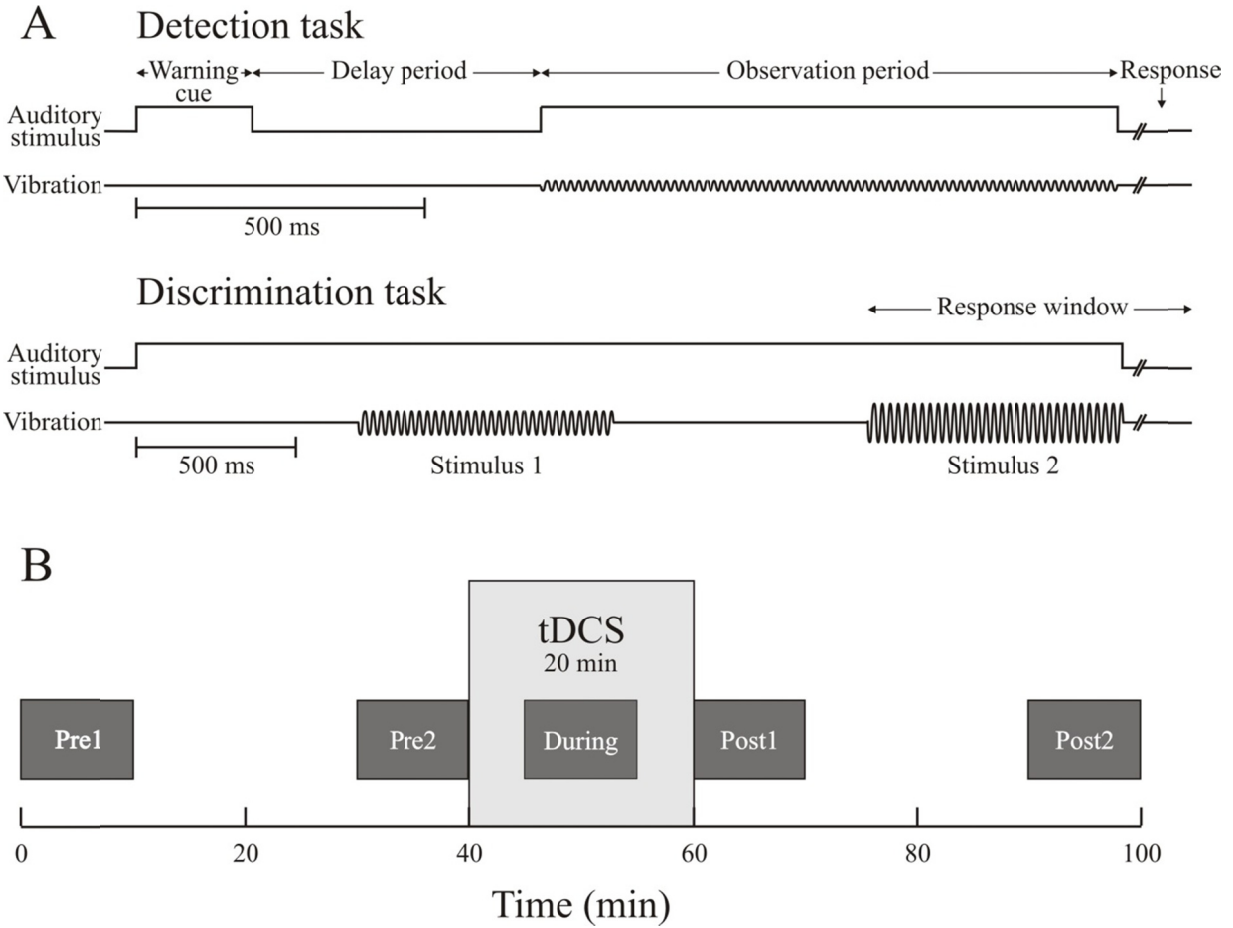 A
Detection task
Warning cue
Delay period
Observation period
Response
Auditory stimulus
Vibration
500 ms
Discrimination task
Response window
Auditory stimulus
Vibration
500 ms
Stimulus 1
Stimulus 2
B
tDCS
20 min
Pre1
Pre2
During
Post1
Post2
0
20
40
60
80
100
Time (min)